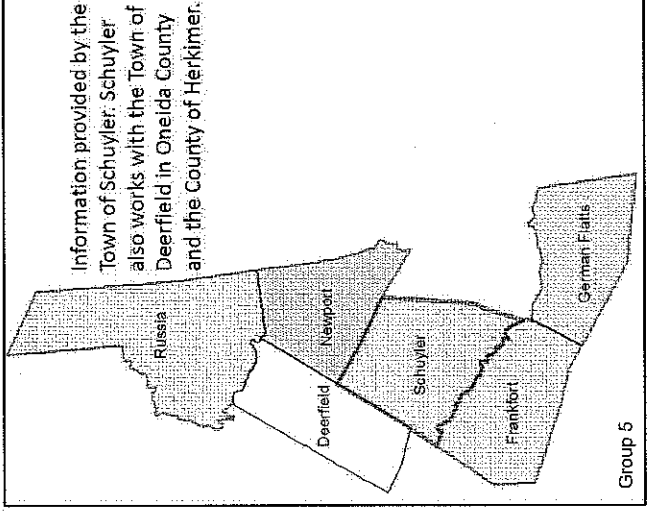 Information provided by the
Town of Schuyler. Schuyler
also works with the Town of
Deerfield in Oneida County
and the County of Herkimer.
Russia
Newport
Deerfield
Schuyler
Frankfort
German Flatts
Group 5